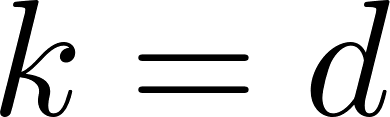 k = d